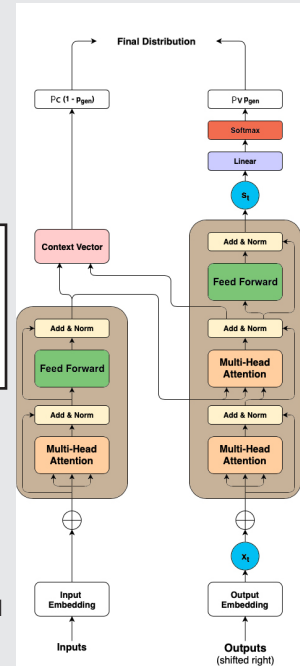 Final Distribution
PC (1 - pgen)
PV pgen
Softmax
Linear
st
Add & Norm
Context Vector
Feed Forward
Add & Norm
Add & Norm
Feed Forward
Multi-Head
Attention
Add & Norm
Add & Norm
Multi-Head
Attention
Multi-Head
Attention
xt
Input
Embedding
Output
Embedding
Inputs
Outputs
(shifted right)